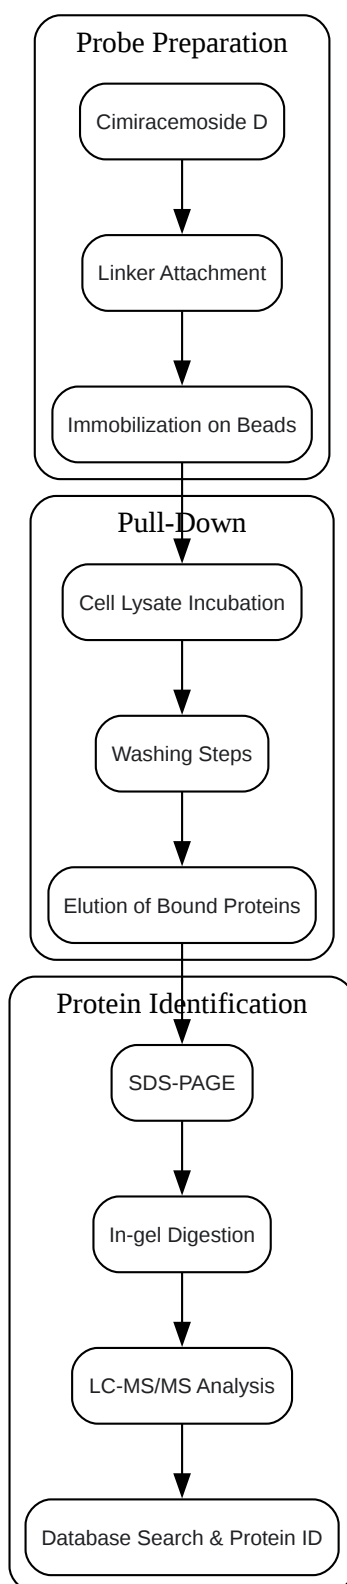 Probe Preparation
Cimiracemoside D
Linker Attachment
Immobilization on Beads
Pull-Down
Cell Lysate Incubation
Washing Steps
Elution of Bound Proteins
Protein Identification
SDS-PAGE
In-gel Digestion
LC-MS/MS Analysis
Database Search & Protein ID